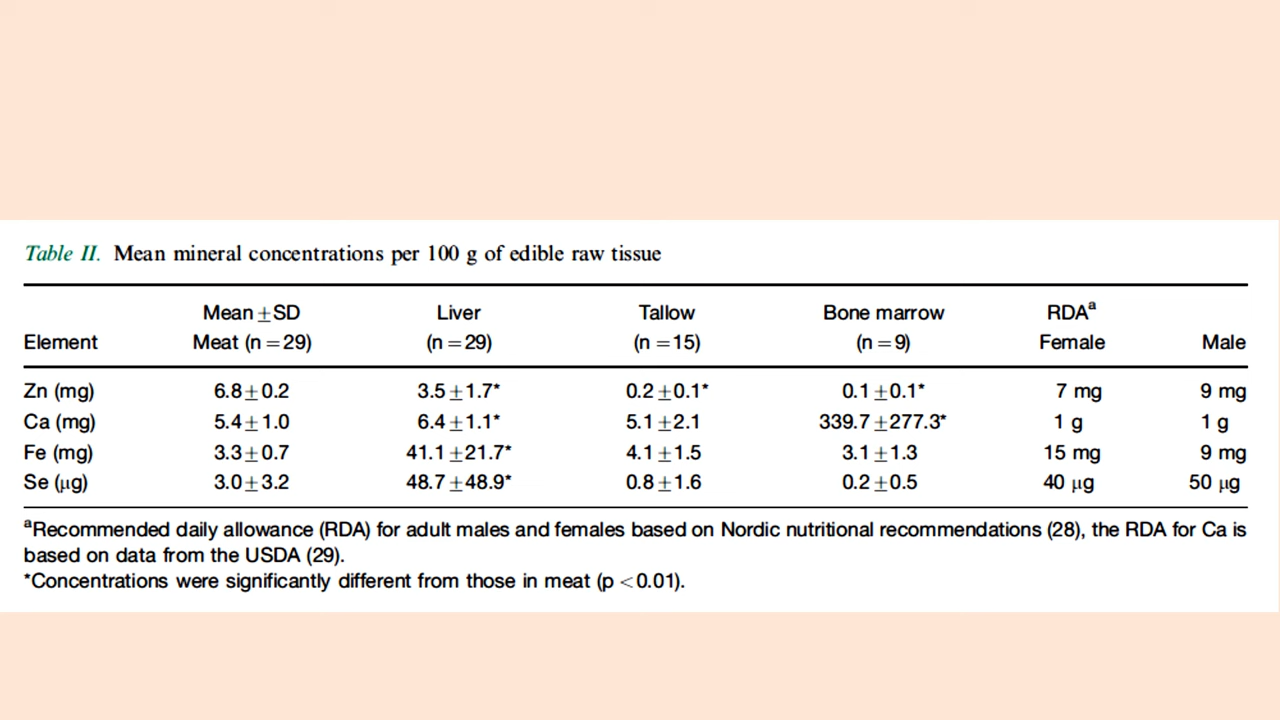 Table II. Mean mineral concentrations per 100 g of edible raw tissue
Mean ±SD Liver Tallow Bone marrow RDAa
Element Meat (n =29) (n =29) (n =15) (n =9) Female Male
Zn (mg) 6.8±0.2 3.5±1.7* 0.2±0.1* 0.1±0.1* 7 mg 9 mg
Ca (mg) 5.4±1.0 6.4±1.1* 5.1±2.1 339.7±277.3* 1 g 1 g
Fe (mg) 3.3±0.7 41.1±21.7* 4.1±1.5 3.1±1.3 15 mg 9 mg
Se (µg) 3.0±3.2 48.7±48.9* 0.8±1.6 0.2±0.5 40 µg 50 µg
aRecommended daily allowance (RDA) for adult males and females based on Nordic nutritional recommendations (28), the RDA for Ca is
based on data from the USDA (29).
*Concentrations were significantly different from those in meat (p <0.01).